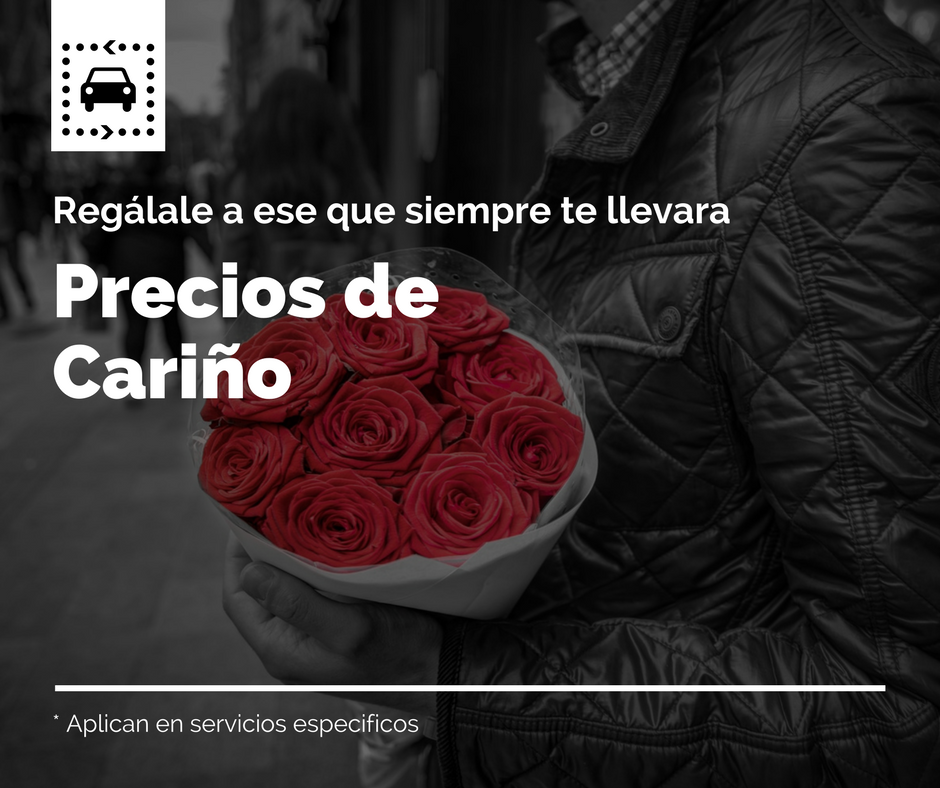 Regálale a ese que siempre te llevara
Precios de
Cariño
* Aplican en servicios especificos